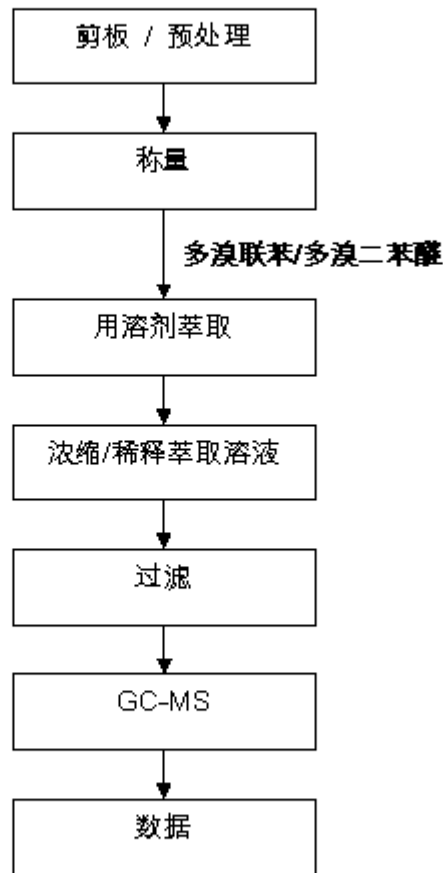 剪板 / 预处理
称量
多溴联苯/多溴二苯醚
用溶剂萃取
浓缩/稀释萃取溶液
过滤
GC-MS
数据